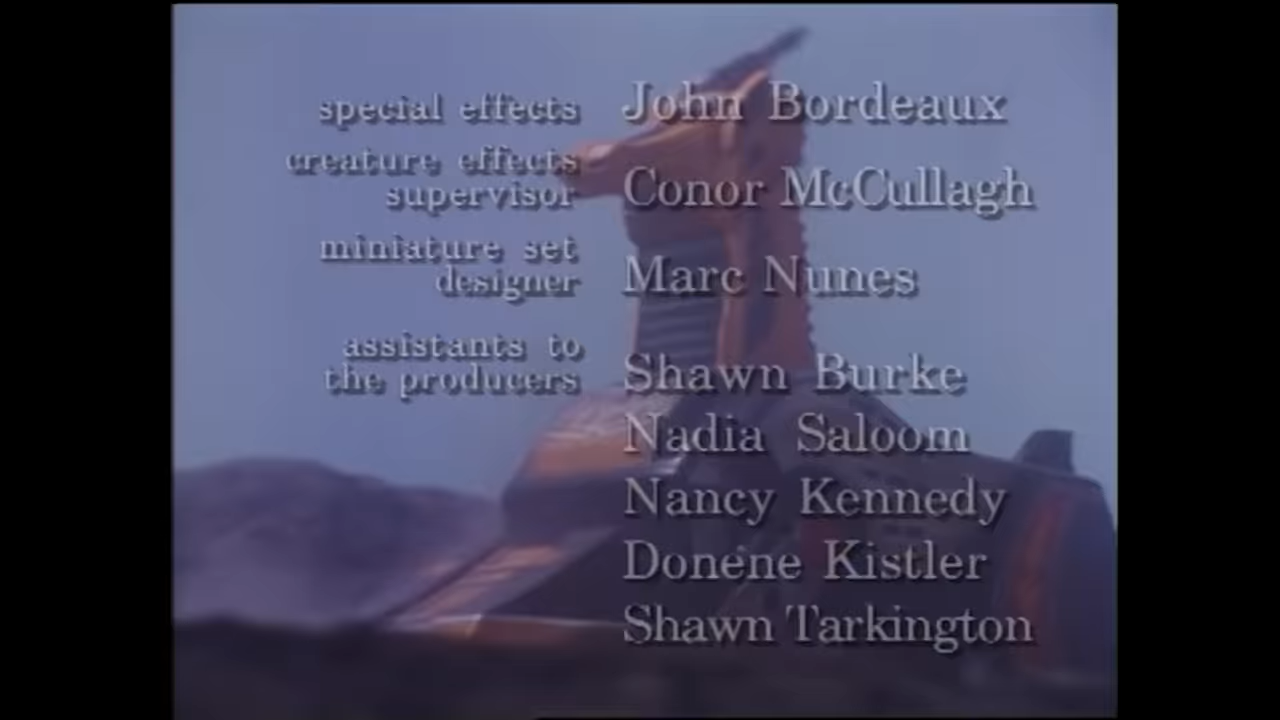 special effects John Bordeaux
creature effects
supervisor Conor McCullagh
miniature set
designer Marc Nunes
assistants to
the producers Shawn Burke
Nadia Saloom
Nancy Kennedy
Donene Kistler
Shawn Tarkington